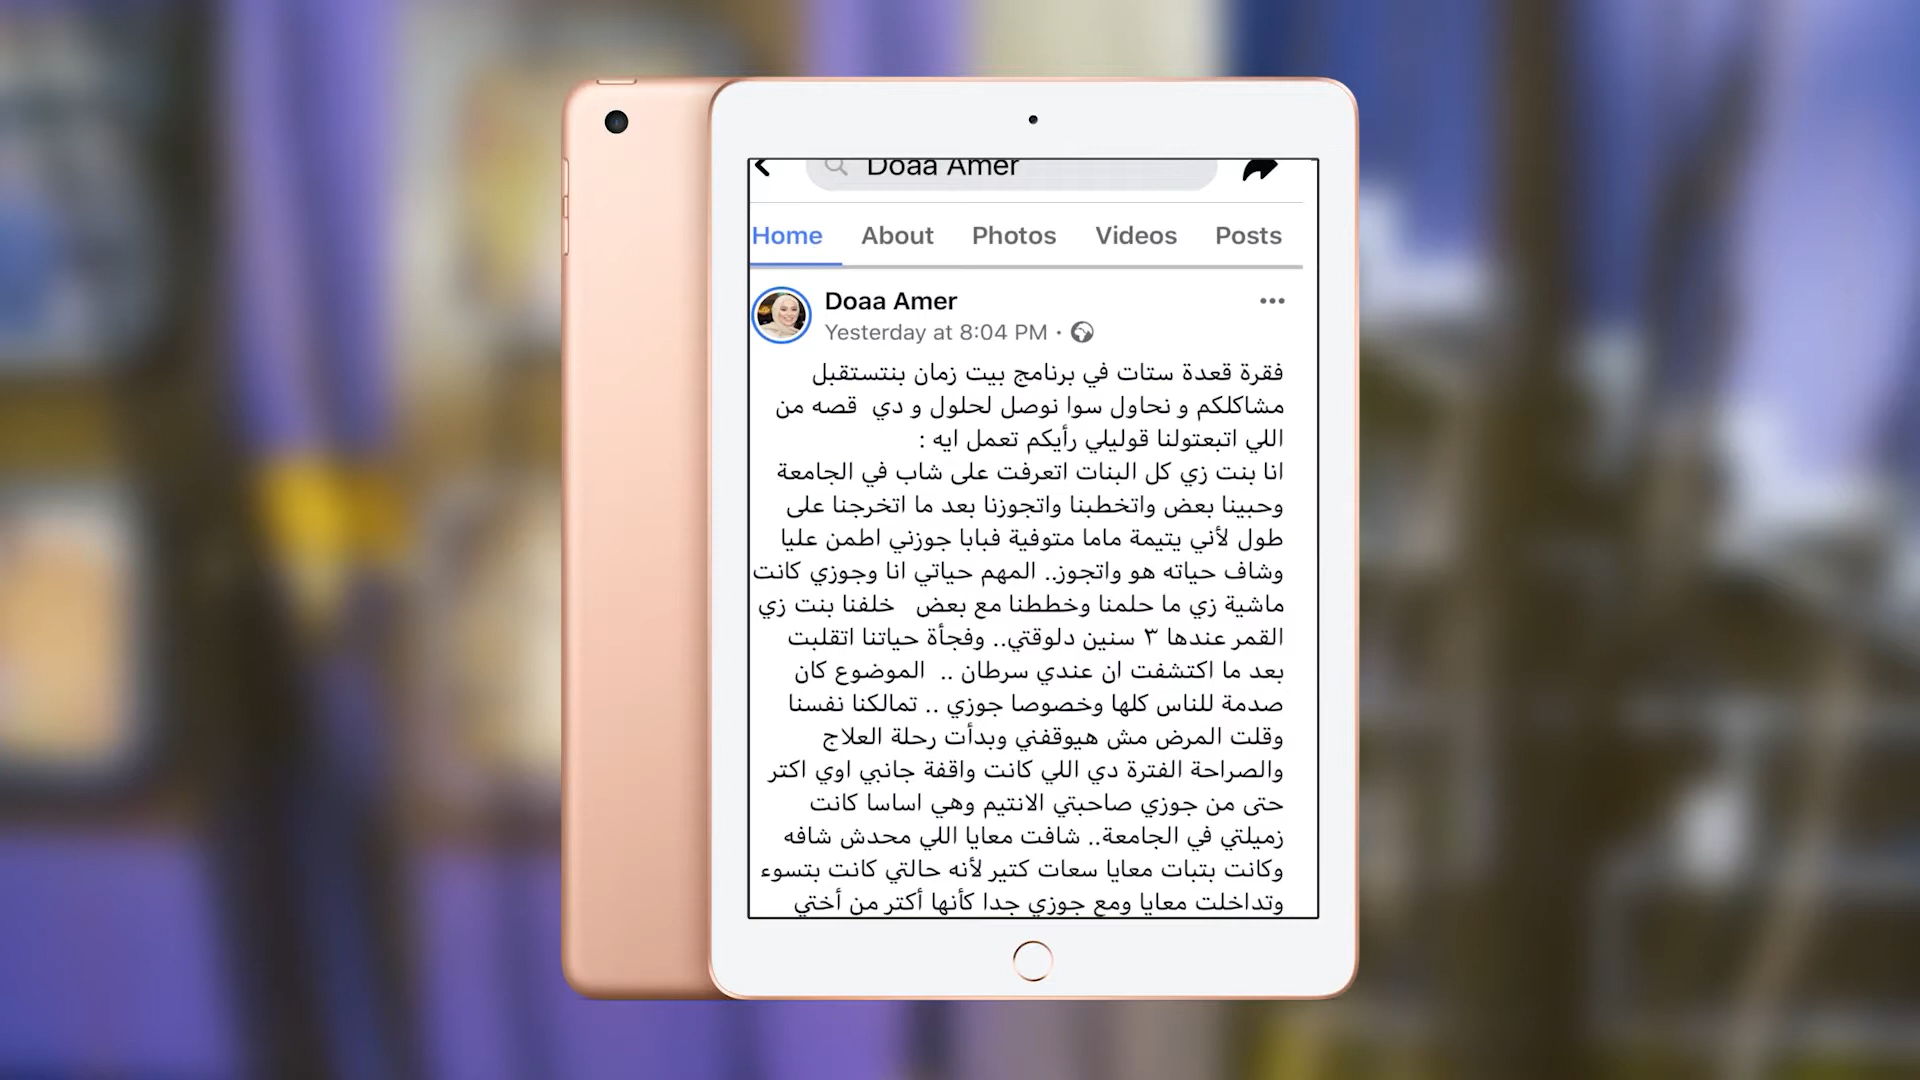 Doaa Amer
Home About Photos Videos Posts
Doaa Amer
Yesterday at 8:04 PM ·
فقرة قعدة ستات في برنامج بيت زمان بنتستقبل
مشاكلكم و نحاول سوا نوصل لحلول و دي قصه من
اللي اتبعتولنا قوليلي رأيكم تعمل ايه :
انا بنت زي كل البنات اتعرفت على شاب في الجامعة
وحبينا بعض واتخطبنا واتجوزنا بعد ما اتخرجنا على
طول لأني يتيمة ماما متوفية فبابا جوزني اطمن عليا
وشاف حياته هو واتجوز.. المهم حياتي انا وجوزي كانت
ماشية زي ما حلمنا وخططنا مع بعض خلفنا بنت زي
القمر عندها ٣ سنين دلوقتي.. وفجأة حياتنا اتقلبت
بعد ما اكتشفت ان عندي سرطان .. الموضوع كان
صدمة للناس كلها وخصوصا جوزي .. تمالكنا نفسنا
وقلت المرض مش هيوقفني وبدأت رحلة العلاج
والصراحة الفترة دي اللي كانت واقفة جانبي اوي اكتر
حتى من جوزي صاحبتي الانتيم وهي اساسا كانت
زميلتي في الجامعة.. شافت معايا اللي محدش شافه
وكانت بتبات معايا سعات كتير لأنه حالتي كانت بتسوء
وتداخلت معايا ومع جوزي جدا كأنها أكتر من أختي